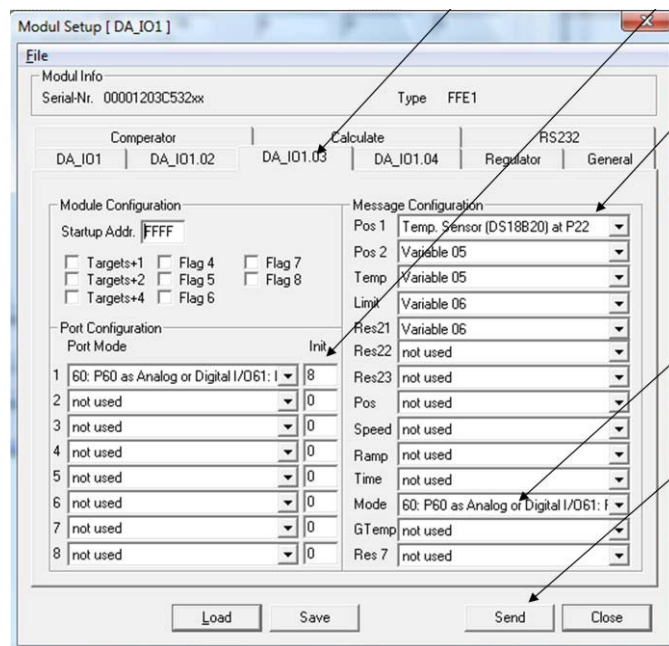 Modul Setup [ DA_IO1 ]
File
Modul Info
Serial-Nr. 00001203C532xx Type FFE1
Comperator Calculate RS232
DA_IO1 DA_IO1.02 DA_IO1.03 DA_IO1.04 Regulator General
Module Configuration
Startup Addr. FFFF
Targets+1 Flag 4 Flag 7
Targets+2 Flag 5 Flag 8
Targets+4 Flag 6
Port Configuration
Port Mode Init
1 60: P60 as Analog or Digital I/O61: I 8
2 not used 0
3 not used 0
4 not used 0
5 not used 0
6 not used 0
7 not used 0
8 not used 0
Message Configuration
Pos 1 Temp. Sensor (DS18B20) at P22
Pos 2 Variable 05
Temp Variable 05
Limit Variable 06
Res21 Variable 06
Res22 not used
Res23 not used
Pos not used
Speed not used
Ramp not used
Time not used
Mode 60: P60 as Analog or Digital I/O61: F
GTemp not used
Res 7 not used
Load Save Send Close